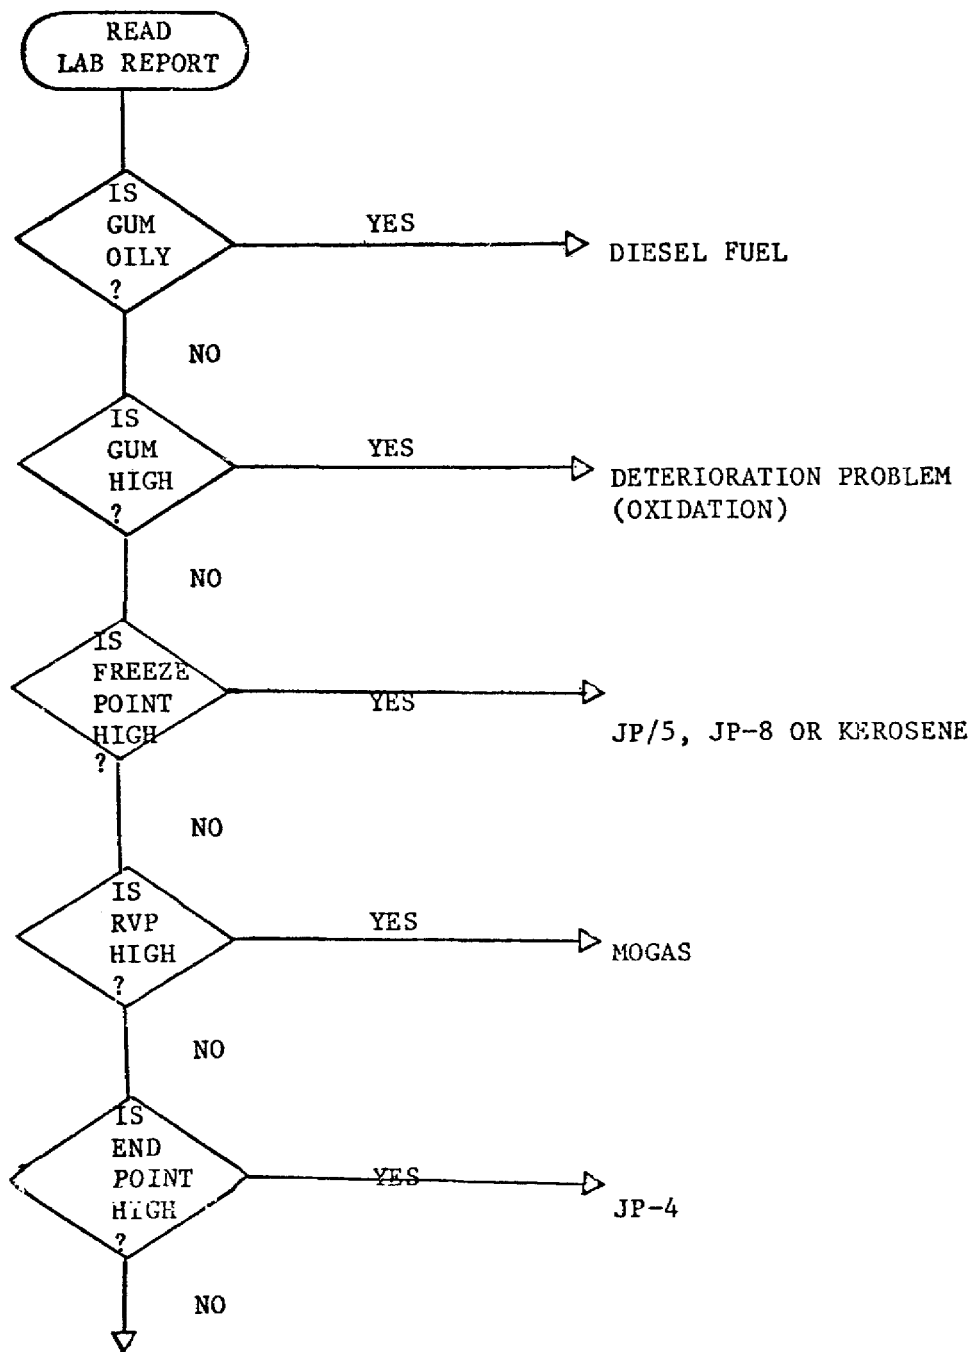 READ
LAB REPORT
IS
GUM
OILY
?
YES
DIESEL FUEL
NO
IS
GUM
HIGH
?
YES
DETERIORATION PROBLEM
(OXIDATION)
NO
IS
FREEZE
POINT
HIGH
?
YES
JP/5, JP-8 OR KEROSENE
NO
IS
RVP
HIGH
?
YES
MOGAS
NO
IS
END
POINT
HIGH
?
YES
JP-4
NO